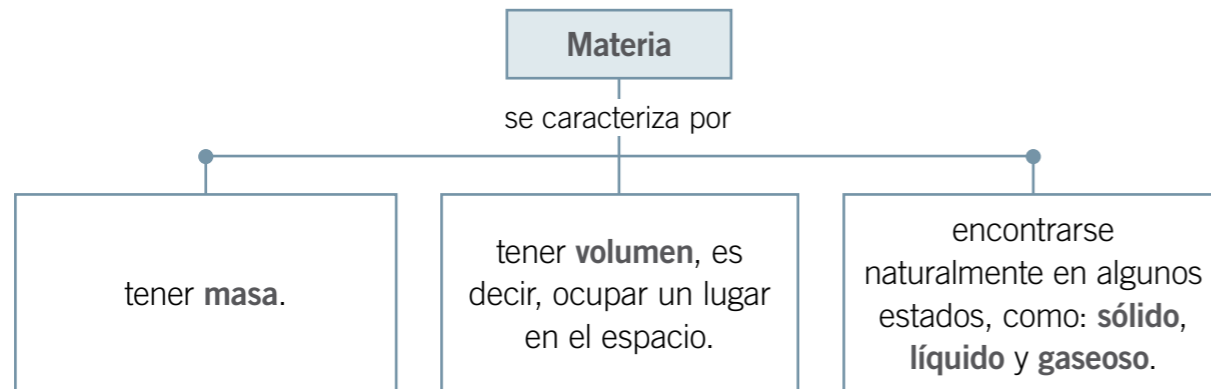 Materia
se caracteriza por
tener masa.
tener volumen, es
decir, ocupar un lugar
en el espacio.
encontrarse
naturalmente en algunos
estados, como: sólido,
líquido y gaseoso.